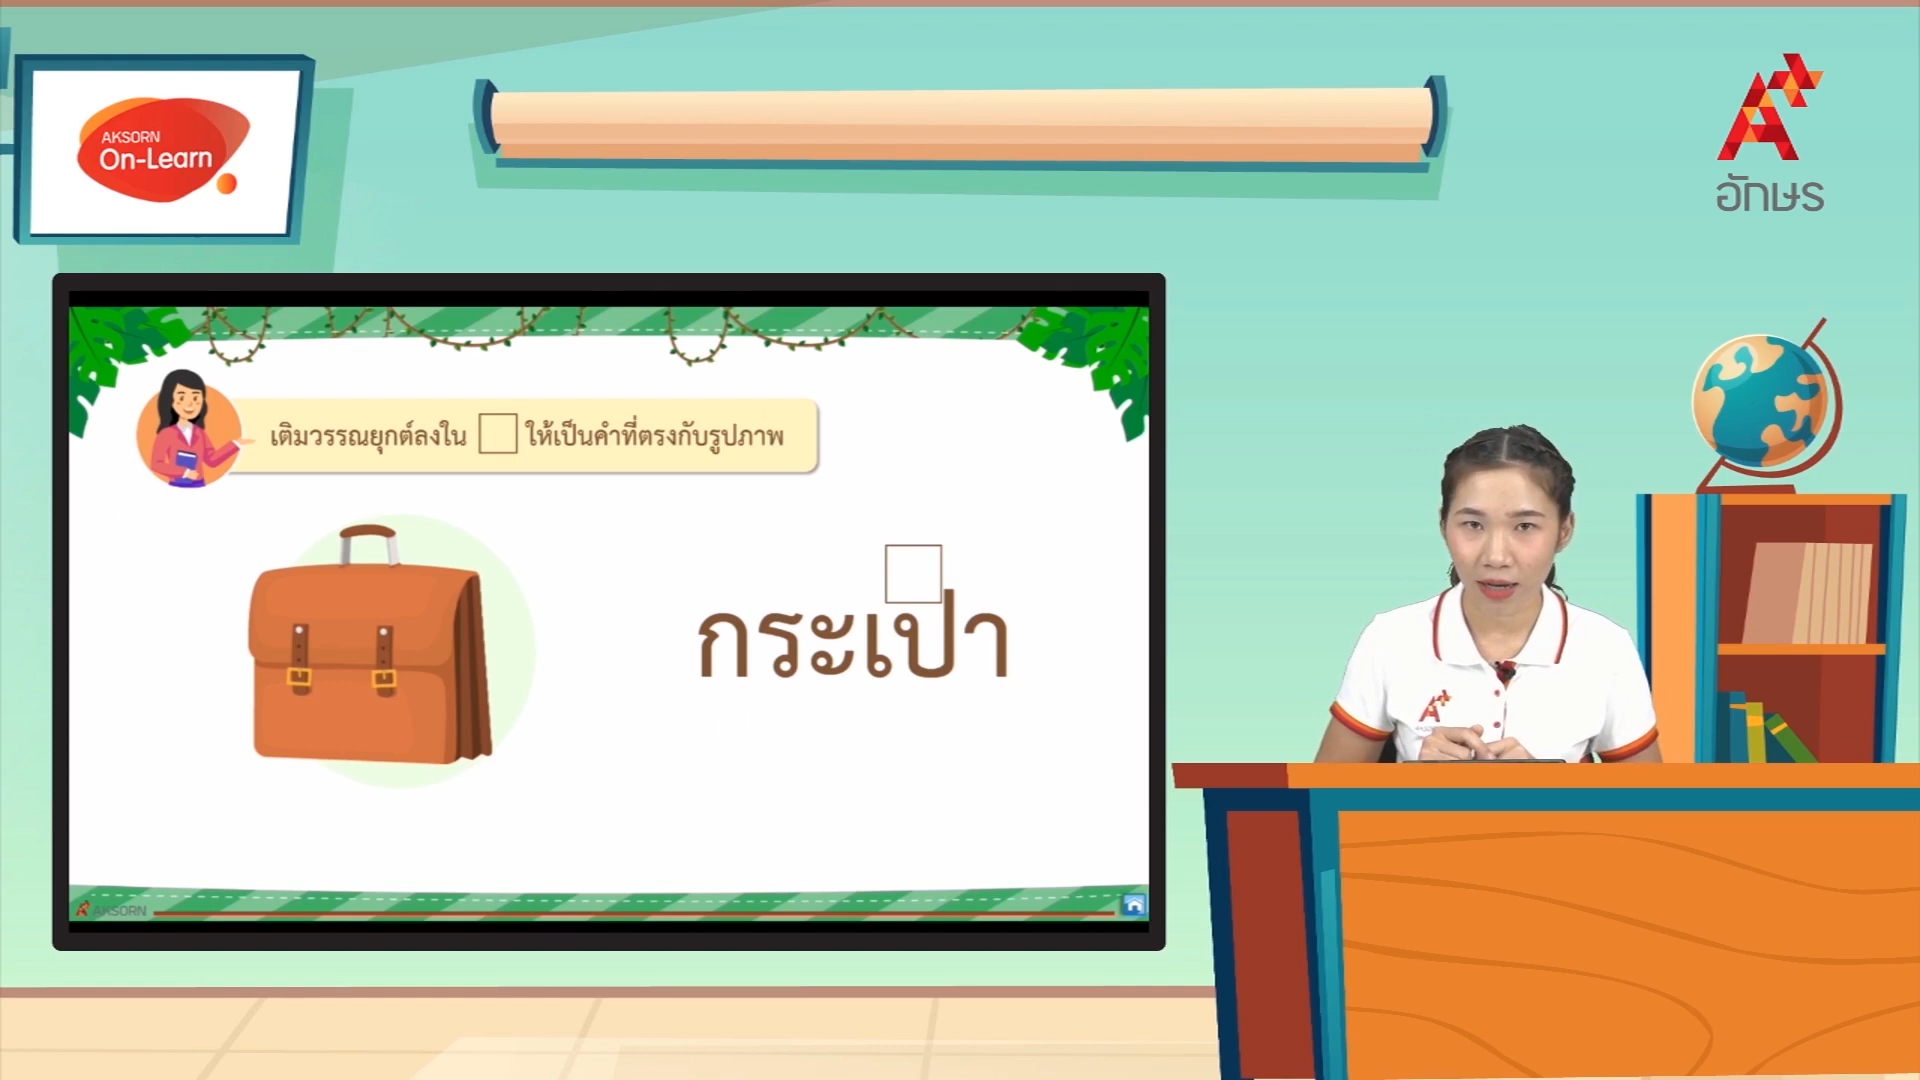 AKSORN
On-Learn
อักษร
เติมวรรณยุกต์ลงใน ให้เป็นคำที่ตรงกับรูปภาพ
กระเปา
AKSORN